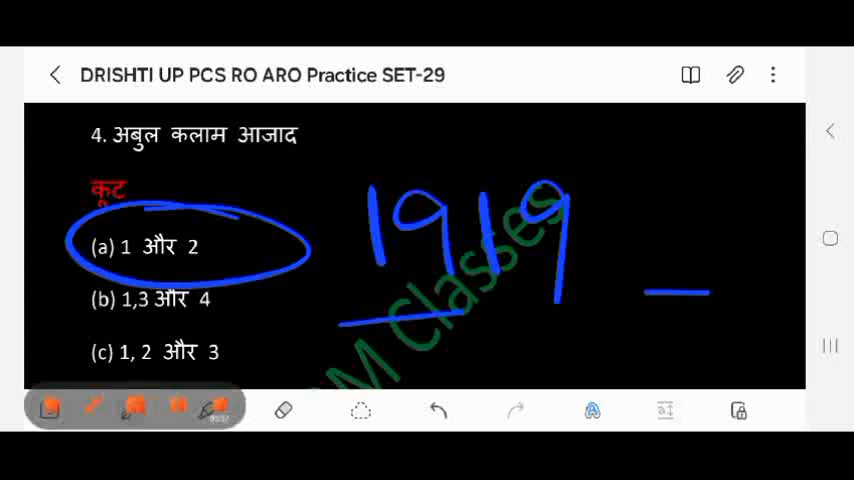 DRISHTI UP PCS RO ARO Practice SET-29
4. अबुल कलाम आजाद
कूट
(a) 1 और 2
1919
(b) 1,3 और 4
(c) 1, 2 और 3
M Classes